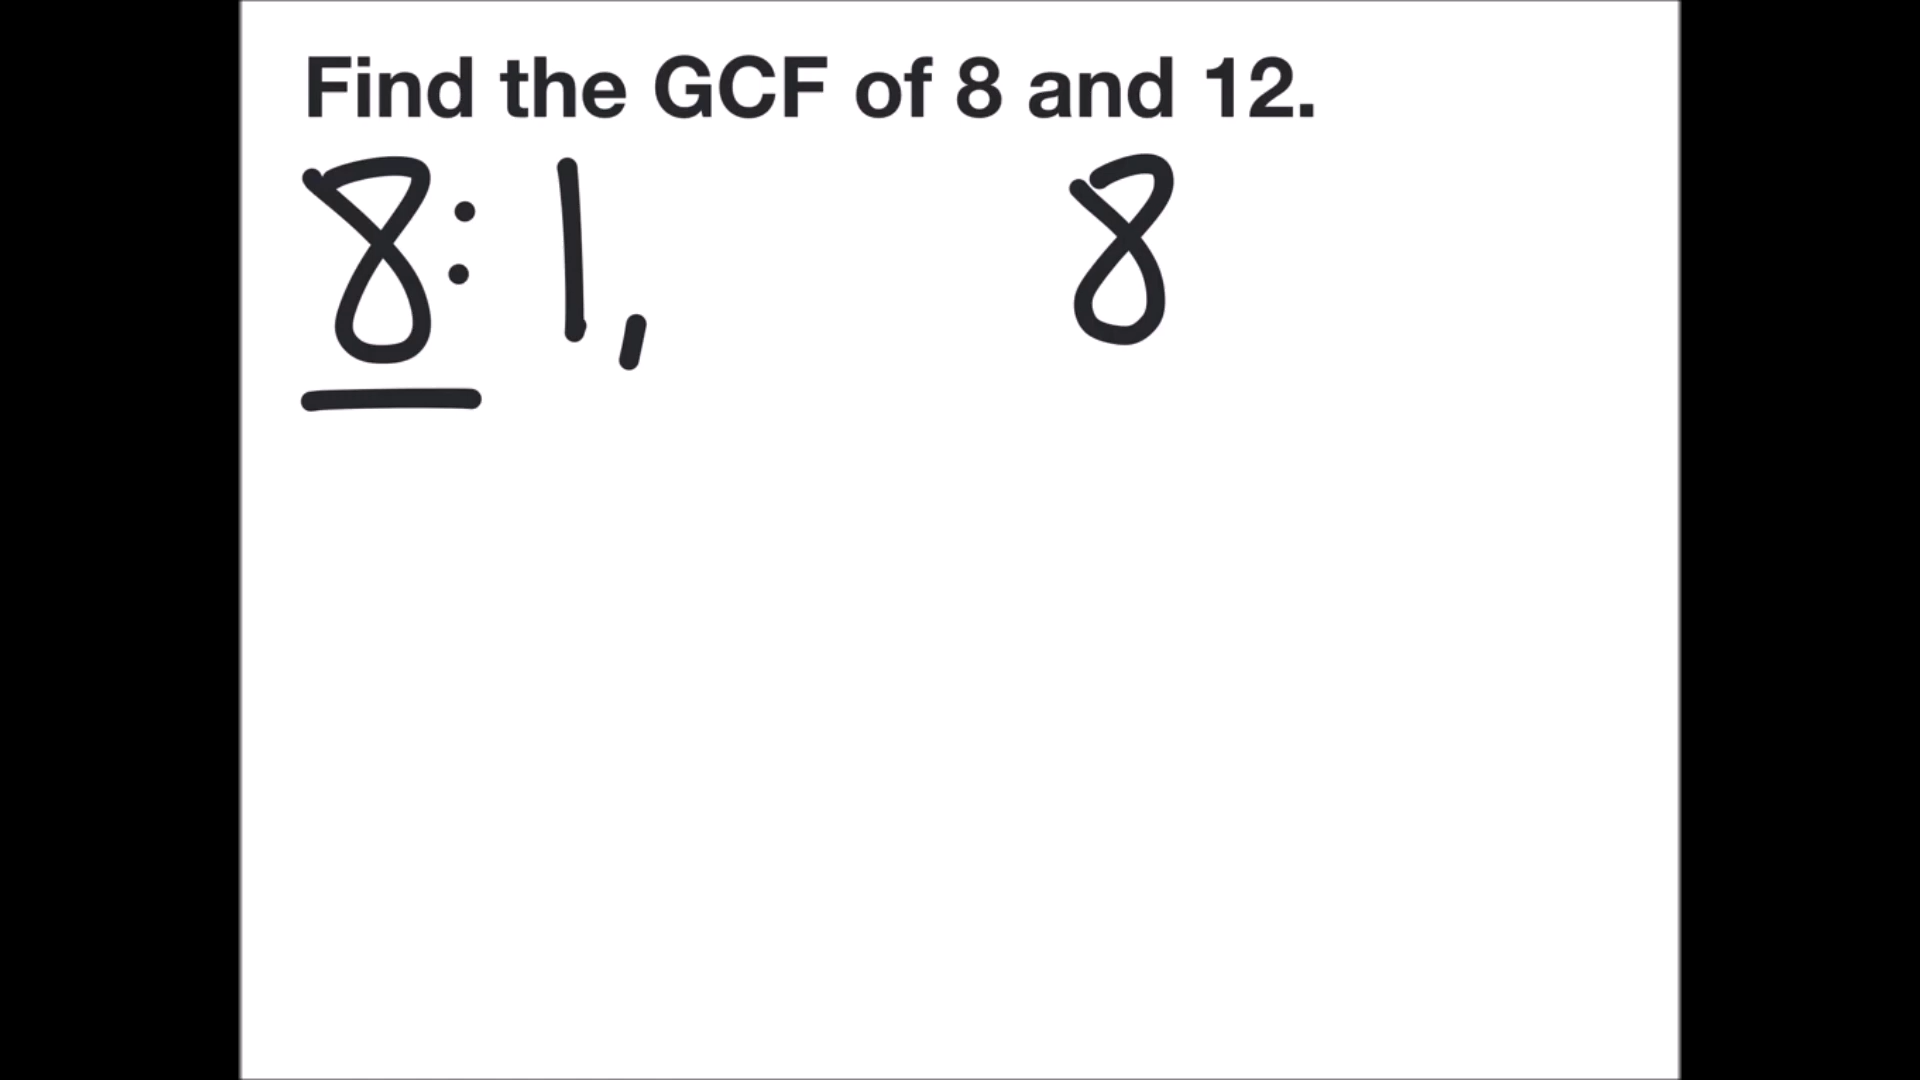 Find the GCF of 8 and 12.
8: 1, 8